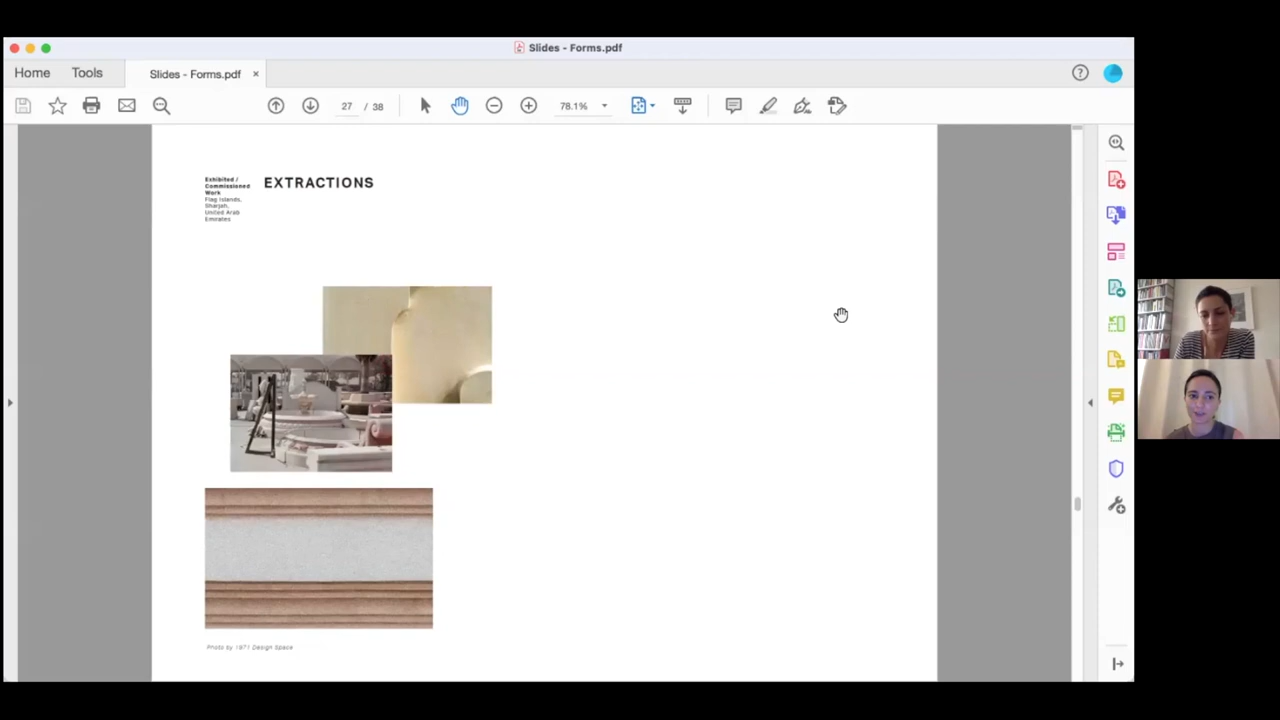 Slides - Forms.pdf
Home
Tools
Slides - Forms.pdf ×
27 / 38
78.1%
Exhibited /
Commissioned
Work
Flag Islands,
Sharjah,
United Arab
Emirates
EXTRACTIONS
Photo by 1971 Design Space